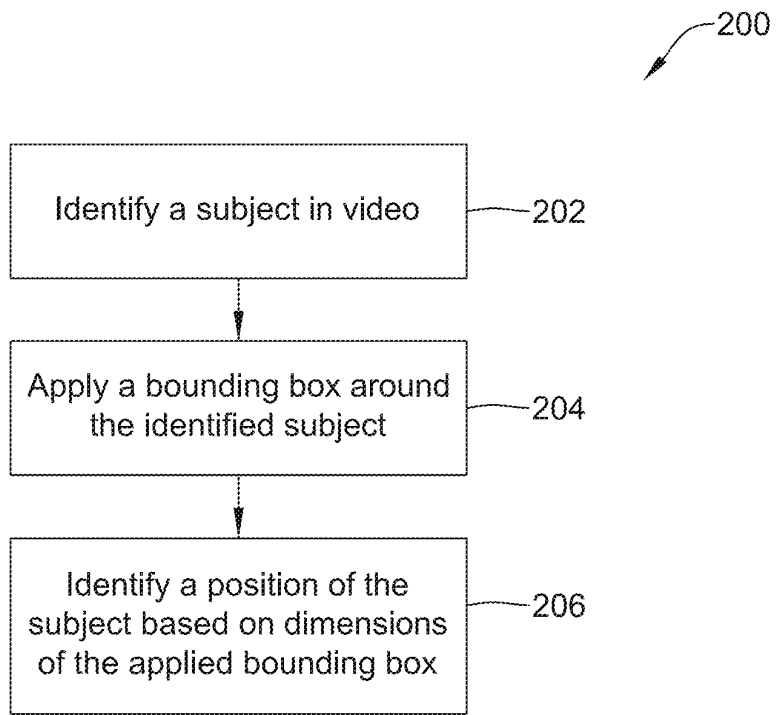 200
Identify a subject in video
202
Apply a bounding box around
the identified subject
204
Identify a position of the
subject based on dimensions
of the applied bounding box
206